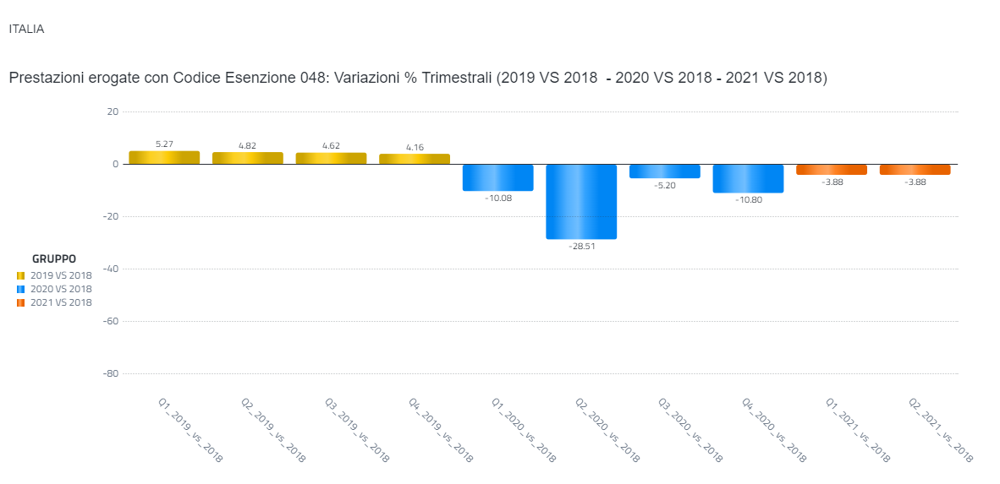 ITALIA
Prestazioni erogate con Codice Esenzione 048: Variazioni % Trimestrali (2019 VS 2018  - 2020 VS 2018 - 2021 VS 2018)
20
5.27
4.82
4.62
4.16
0
-10.08
-28.51
-5.20
-10.80
-3.88
-3.88
-20
-40
-60
-80
GRUPPO
2019 VS 2018
2020 VS 2018
2021 VS 2018
Q1_2019_vs_2018
Q2_2019_vs_2018
Q3_2019_vs_2018
Q4_2019_vs_2018
Q1_2020_vs_2018
Q2_2020_vs_2018
Q3_2020_vs_2018
Q4_2020_vs_2018
Q1_2021_vs_2018
Q2_2021_vs_2018